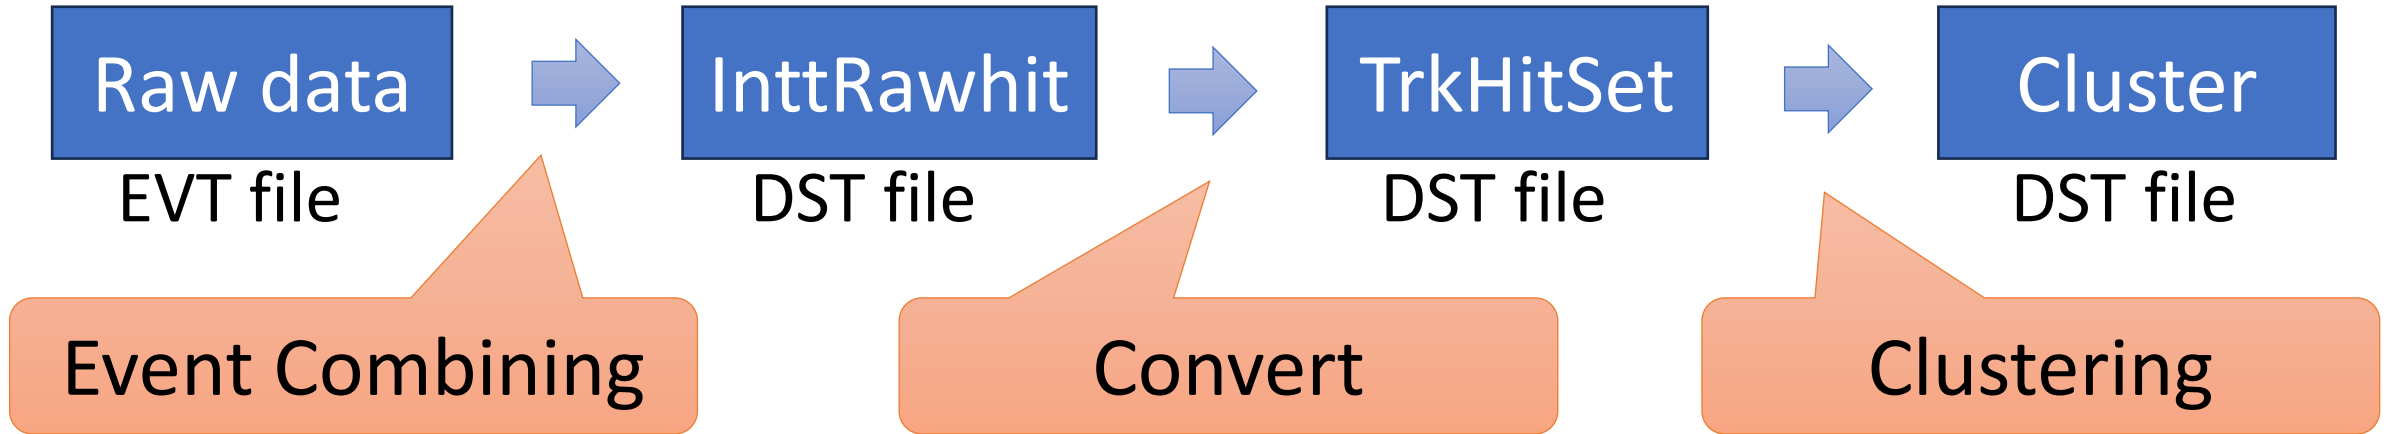 Raw data
InttRawhit
TrkHitSet
Cluster
EVT file
DST file
DST file
DST file
Event Combining
Convert
Clustering